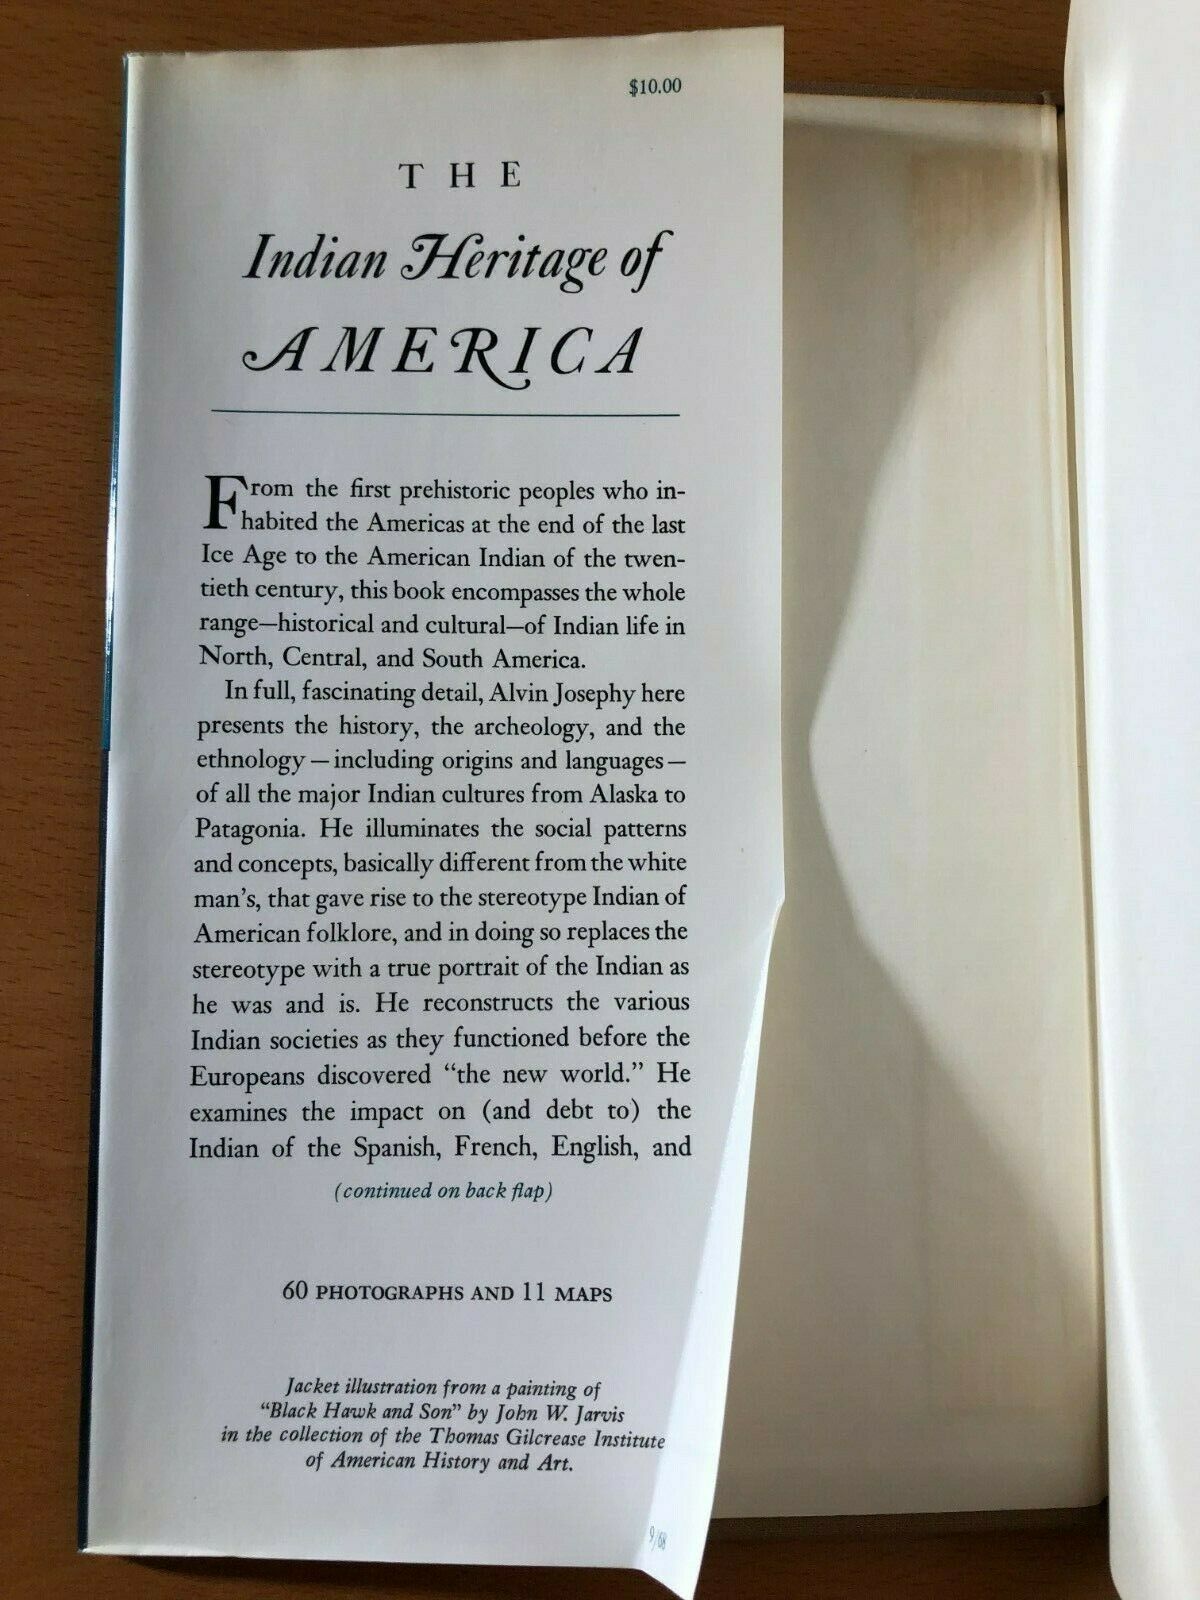 $10.00
THE
Indian Heritage of
AMERICA
From the first prehistoric peoples who in-
habited the Americas at the end of the last
Ice Age to the American Indian of the twen-
tieth century, this book encompasses the whole
range—historical and cultural—of Indian life in
North, Central, and South America.
In full, fascinating detail, Alvin Josephy here
presents the history, the archeology, and the
ethnology—including origins and languages—
of all the major Indian cultures from Alaska to
Patagonia. He illuminates the social patterns
and concepts, basically different from the white
man's, that gave rise to the stereotype Indian of
American folklore, and in doing so replaces the
stereotype with a true portrait of the Indian as
he was and is. He reconstructs the various
Indian societies as they functioned before the
Europeans discovered “the new world.” He
examines the impact on (and debt to) the
Indian of the Spanish, French, English, and
(continued on back flap)
60 PHOTOGRAPHS AND 11 MAPS
Jacket illustration from a painting of
“Black Hawk and Son” by John W. Jarvis
in the collection of the Thomas Gilcrease Institute
of American History and Art.
9/68